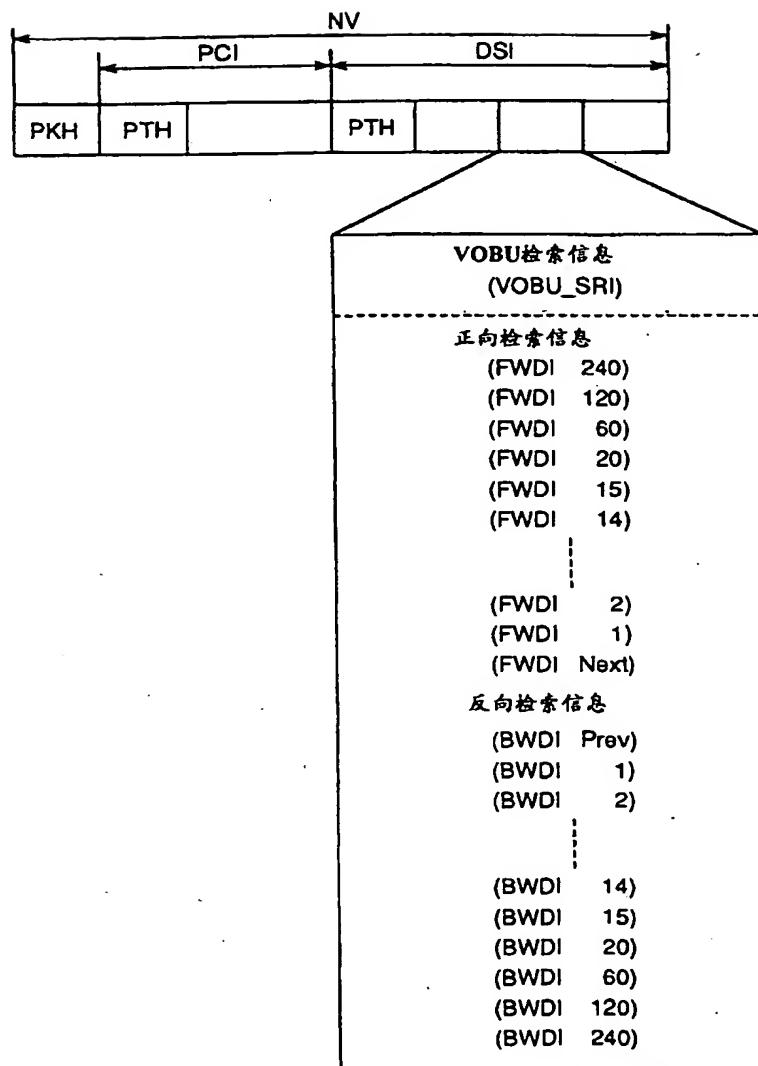 NV
PCI DSI
PKH PTH PTH
VOBU检索信息
(VOBU_SRI)
正向检索信息
(FWDI 240)
(FWDI 120)
(FWDI 60)
(FWDI 20)
(FWDI 15)
(FWDI 14)
(FWDI 2)
(FWDI 1)
(FWDI Next)
反向检索信息
(BWDI Prev)
(BWDI 1)
(BWDI 2)
(BWDI 14)
(BWDI 15)
(BWDI 20)
(BWDI 60)
(BWDI 120)
(BWDI 240)